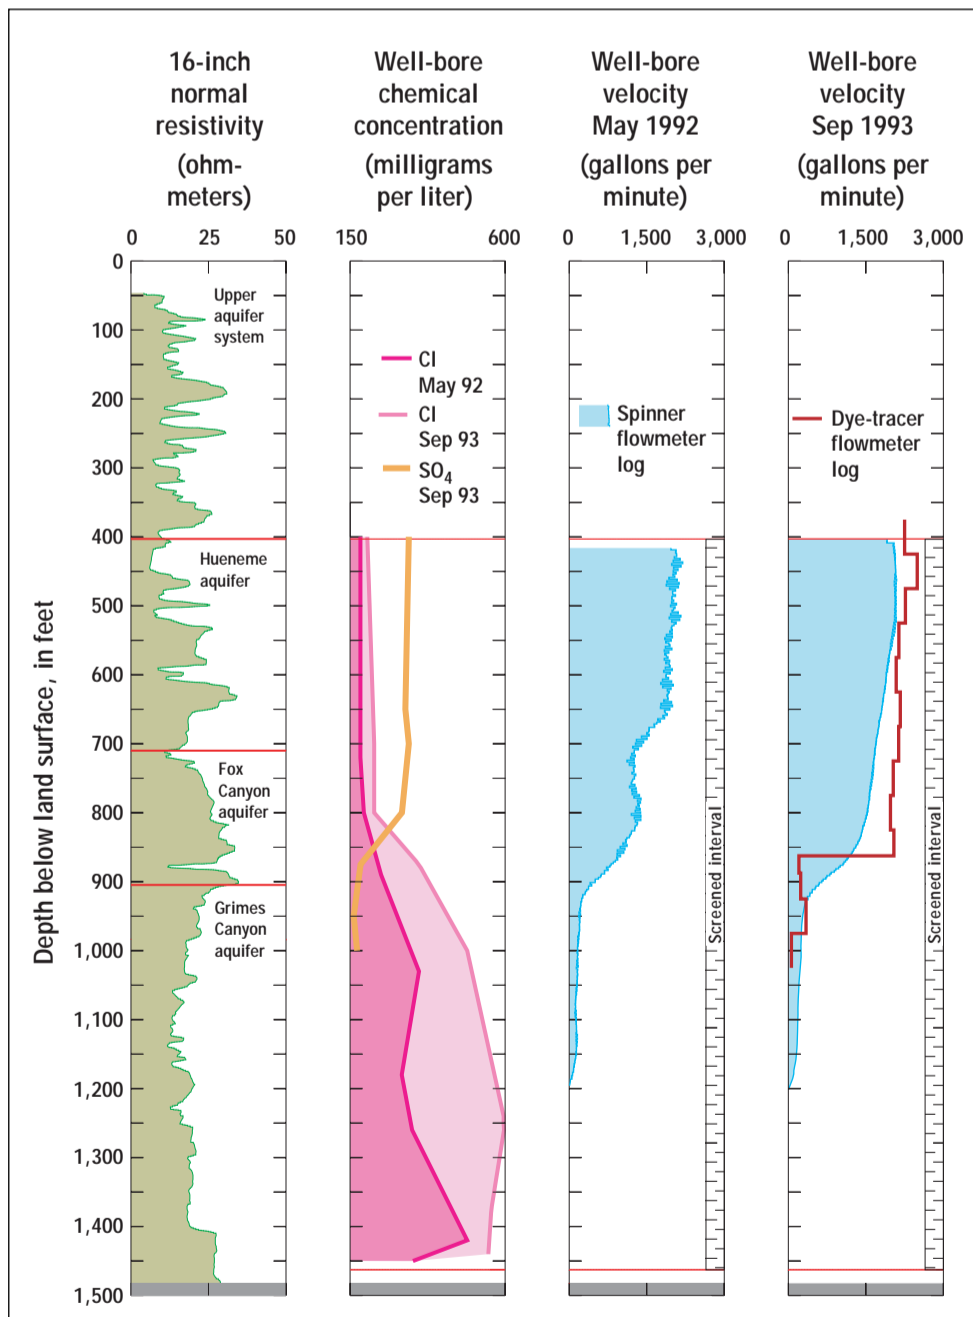 16-inch
normal
resistivity
(ohm-
meters)
Well-bore
chemical
concentration
(milligrams
per liter)
Well-bore
velocity
May 1992
(gallons per
minute)
Well-bore
velocity
Sep 1993
(gallons per
minute)
0 25 50
150 600
0 1,500 3,000
0 1,500 3,000
Depth below land surface, in feet
0
100
200
300
400
500
600
700
800
900
1,000
1,100
1,200
1,300
1,400
1,500
Upper
aquifer
system
Hueneme
aquifer
Fox
Canyon
aquifer
Grimes
Canyon
aquifer
CI
May 92
CI
Sep 93
SO4
Sep 93
Spinner
flowmeter
log
Screened interval
Dye-tracer
flowmeter
log
Screened interval